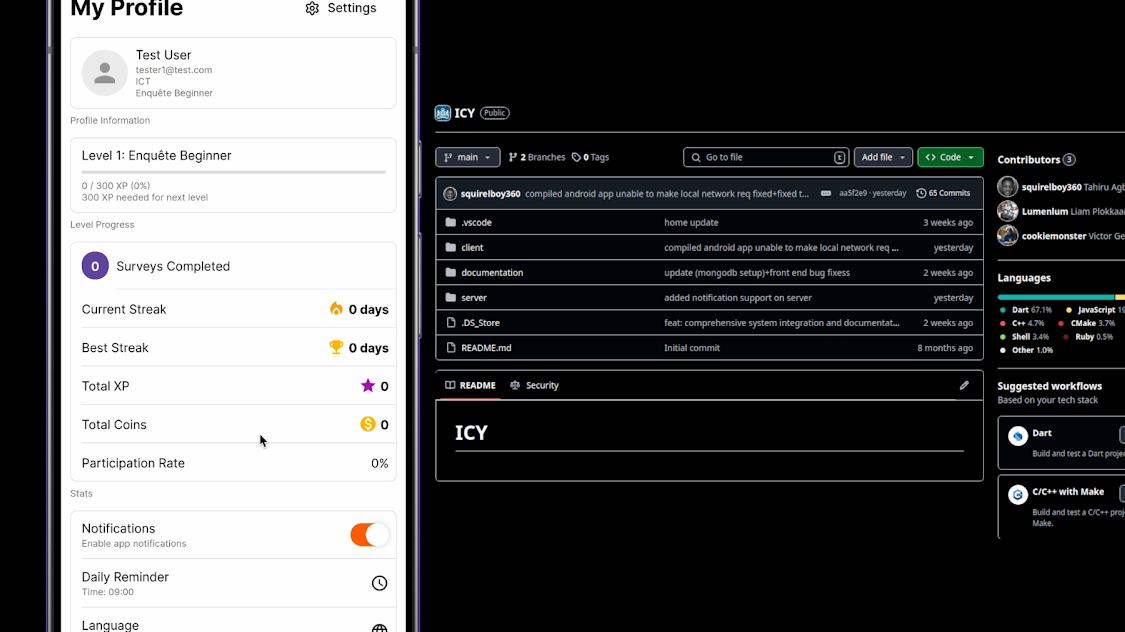 My Profile
Settings
Test User
tester1@test.com
ICT
Enquête Beginner
Profile Information
Level 1: Enquête Beginner
0 / 300 XP (0%)
300 XP needed for next level
Level Progress
0 Surveys Completed
Current Streak 0 days
Best Streak 0 days
Total XP 0
Total Coins 0
Participation Rate 0%
Stats
Notifications
Enable app notifications
Daily Reminder
Time: 09:00
Language
ICY Public
main 2 Branches 0 Tags Go to file t Add file Code
squirelboy360 compiled android app unable to make local network req fixed+fixed t... aa5f2e9 · yesterday 65 Commits
.vscode home update 3 weeks ago
client compiled android app unable to make local network req ... yesterday
documentation update (mongodb setup)+front end bug fixess 2 weeks ago
server added notification support on server yesterday
.DS_Store feat: comprehensive system integration and documentat... 2 weeks ago
README.md Initial commit 8 months ago
README Security
ICY
Contributors 3
squirelboy360 Tahiru
Lumenlum Liam
cookiemonster Victor
Languages
Dart 67.1% JavaScript
C++ 4.7% CMake 3.7%
Shell 3.4% Ruby 0.5%
Other 1.0%
Suggested workflows
Based on your tech stack
Dart
Build and test a Dart
C/C++ with Make
Build and test a C/C++
Make.